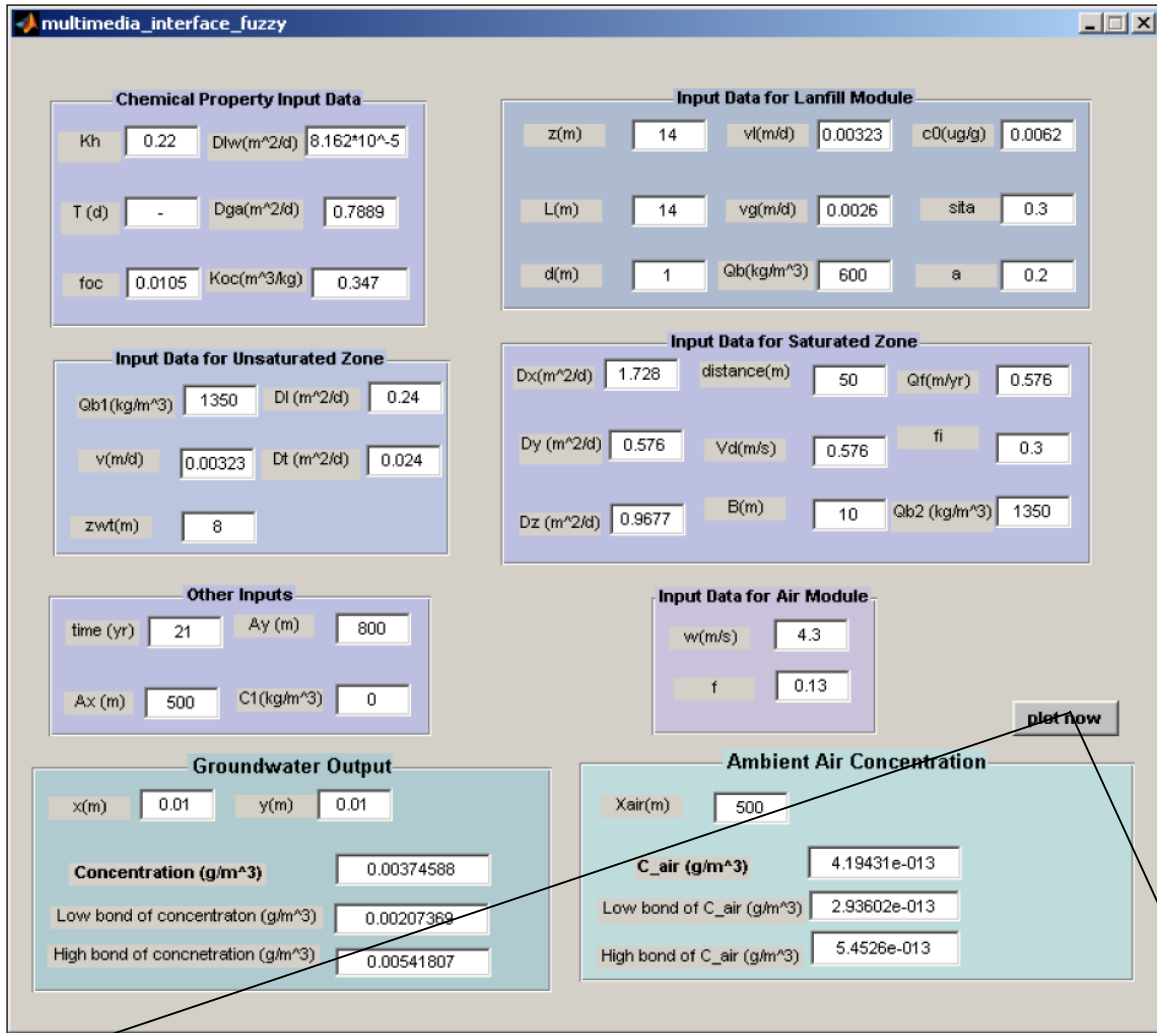 multimedia_interface_fuzzy
Chemical Property Input Data
Kh 0.22 Dlw(m^2/d) 8.162*10^-5
T (d) - Dga(m^2/d) 0.7889
foc 0.0105 Koc(m^3/kg) 0.347
Input Data for Lanfill Module
z(m) 14 vl(m/d) 0.00323 c0(ug/g) 0.0062
L(m) 14 vg(m/d) 0.0026 sita 0.3
d(m) 1 Qb(kg/m^3) 600 a 0.2
Input Data for Unsaturated Zone
Qb1(kg/m^3) 1350 Dl (m^2/d) 0.24
v(m/d) 0.00323 Dt (m^2/d) 0.024
zwt(m) 8
Input Data for Saturated Zone
Dx(m^2/d) 1.728 distance(m) 50 Qf(m/yr) 0.576
Dy (m^2/d) 0.576 Vd(m/s) 0.576 fi 0.3
Dz (m^2/d) 0.9677 B(m) 10 Qb2 (kg/m^3) 1350
Other Inputs
time (yr) 21 Ay (m) 800
Ax (m) 500 C1(kg/m^3) 0
Input Data for Air Module
w(m/s) 4.3
f 0.13
plot now
Groundwater Output
x(m) 0.01 y(m) 0.01
Concentration (g/m^3) 0.00374588
Low bond of concentraton (g/m^3) 0.00207369
High bond of concnetration (g/m^3) 0.00541807
Ambient Air Concentration
Xair(m) 500
C_air (g/m^3) 4.19431e-013
Low bond of C_air (g/m^3) 2.93602e-013
High bond of C_air (g/m^3) 5.4526e-013